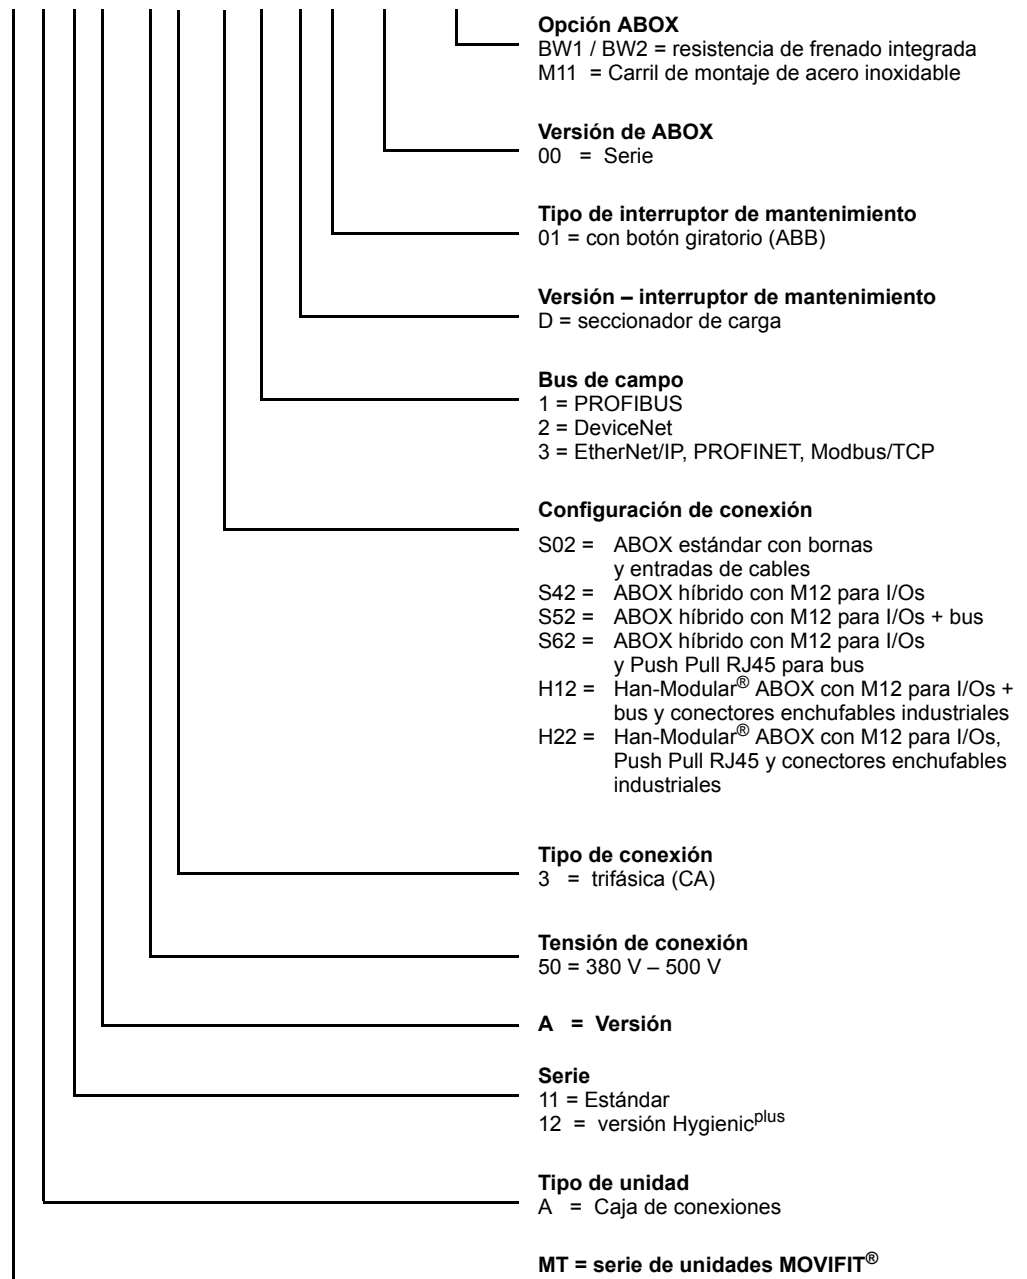 Opción ABOX
BW1 / BW2 = resistencia de frenado integrada
M11 = Carril de montaje de acero inoxidable
Versión de ABOX
00 = Serie
Tipo de interruptor de mantenimiento
01 = con botón giratorio (ABB)
Versión – interruptor de mantenimiento
D = seccionador de carga
Bus de campo
1 = PROFIBUS
2 = DeviceNet
3 = EtherNet/IP, PROFINET, Modbus/TCP
Configuración de conexión
S02 = ABOX estándar con bornas
y entradas de cables
S42 = ABOX híbrido con M12 para I/Os
S52 = ABOX híbrido con M12 para I/Os + bus
S62 = ABOX híbrido con M12 para I/Os
y Push Pull RJ45 para bus
H12 = Han-Modular® ABOX con M12 para I/Os +
bus y conectores enchufables industriales
H22 = Han-Modular® ABOX con M12 para I/Os,
Push Pull RJ45 y conectores enchufables
industriales
Tipo de conexión
3 = trifásica (CA)
Tensión de conexión
50 = 380 V – 500 V
A = Versión
Serie
11 = Estándar
12 = versión Hygienicplus
Tipo de unidad
A = Caja de conexiones
MT = serie de unidades MOVIFIT®